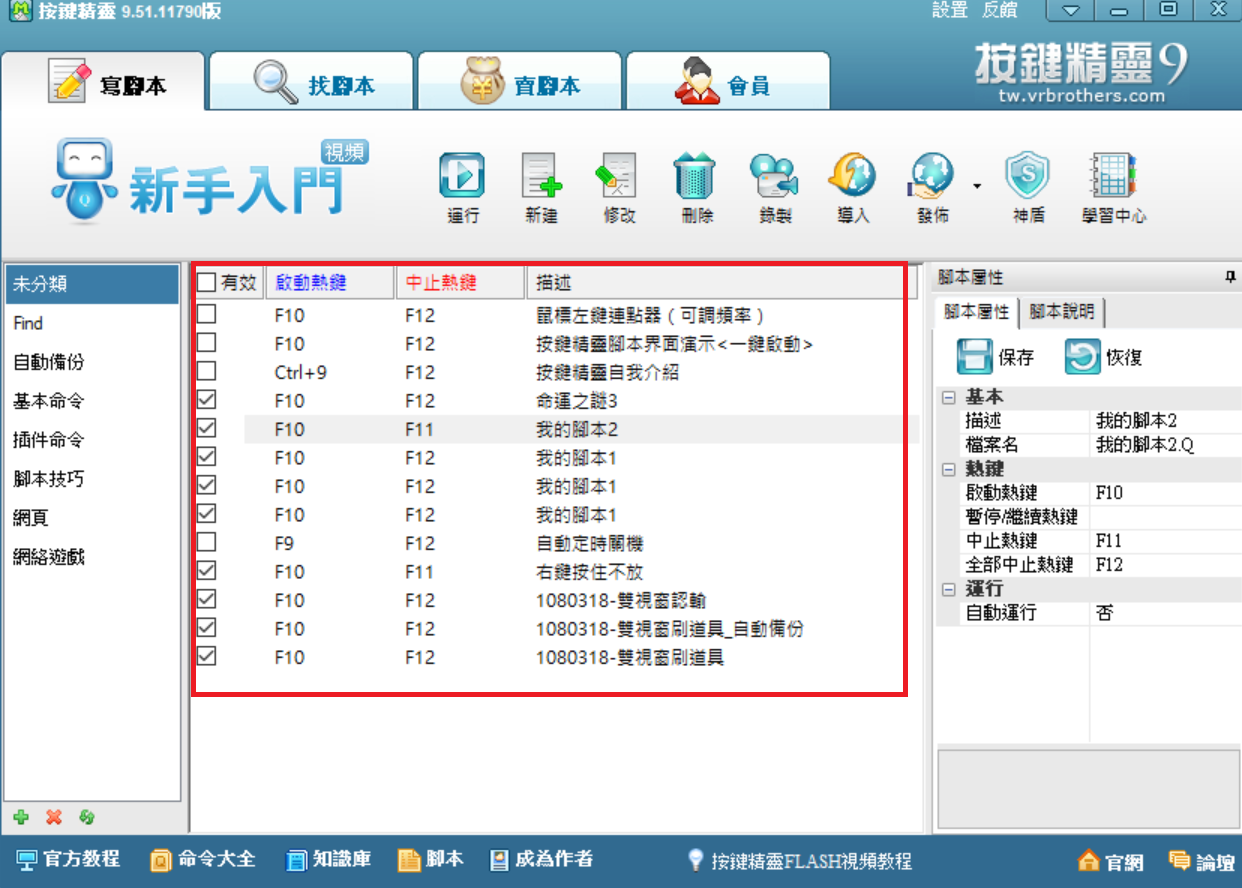 按鍵精靈 9.51.11790版
設置 反饋
寫腳本 找腳本 賣腳本 會員
按鍵精靈9
tw.vrbrothers.com
新手入門 視頻
運行 新建 修改 刪除 錄製 導入 發佈 神盾 學習中心
未分類
Find
自動備份
基本命令
插件命令
腳本技巧
網頁
網絡遊戲
有效 啟動熱鍵 中止熱鍵 描述
F10 F12 鼠標左鍵連點器(可調頻率)
F10 F12 按鍵精靈腳本界面演示<一鍵啟動>
Ctrl+9 F12 按鍵精靈自我介紹
F10 F12 命運之謎3
F10 F11 我的腳本2
F10 F12 我的腳本1
F10 F12 我的腳本1
F10 F12 我的腳本1
F9 F12 自動定時關機
F10 F11 右鍵按住不放
F10 F12 1080318-雙視窗認輸
F10 F12 1080318-雙視窗刷道具_自動備份
F10 F12 1080318-雙視窗刷道具
腳本屬性
腳本屬性 腳本說明
保存 恢復
基本
描述 我的腳本2
檔案名 我的腳本2.Q
熱鍵
啟動熱鍵 F10
暫停/繼續熱鍵
中止熱鍵 F11
全部中止熱鍵 F12
運行
自動運行 否
官方教程 命令大全 知識庫 腳本 成為作者 按鍵精靈FLASH視頻教程 官網 論壇